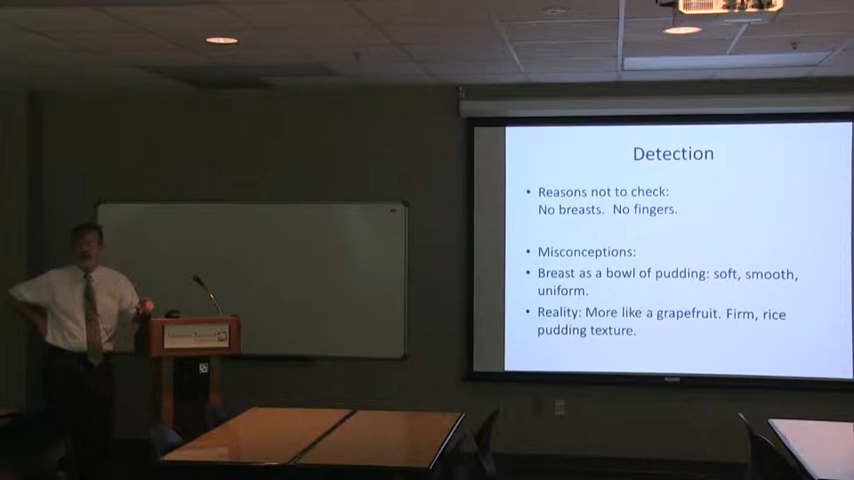 Detection
• Reasons not to check:
No breasts. No fingers.
• Misconceptions:
• Breast as a bowl of pudding: soft, smooth,
uniform.
• Reality: More like a grapefruit. Firm, rice
pudding texture.